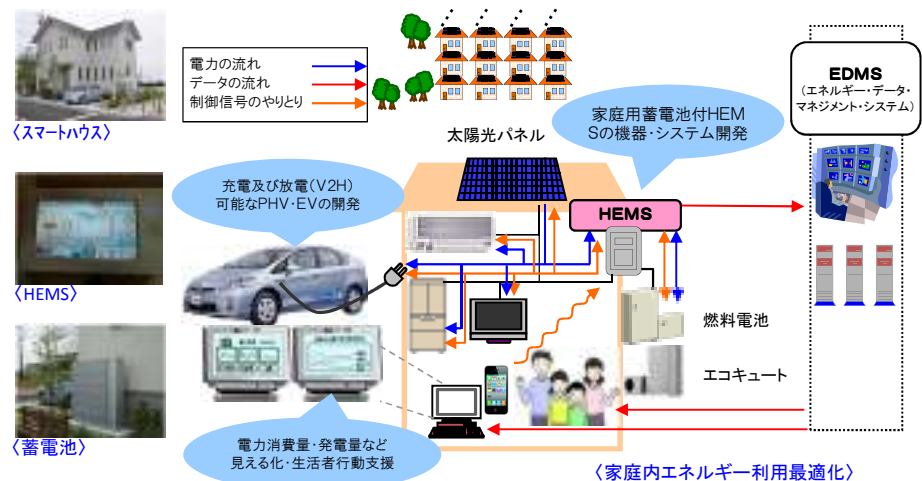 〈スマートハウス〉
電力の流れ
データの流れ
制御信号のやりとり
EDMS
(エネルギー・データ・
マネジメント・システム)
太陽光パネル
家庭用蓄電池付HEM
Sの機器・システム開発
充電及び放電(V2H)
可能なPHV・EVの開発
HEMS
〈HEMS〉
燃料電池
エコキュート
〈蓄電池〉
電力消費量・発電量など
見える化・生活者行動支援
〈家庭内エネルギー利用最適化〉